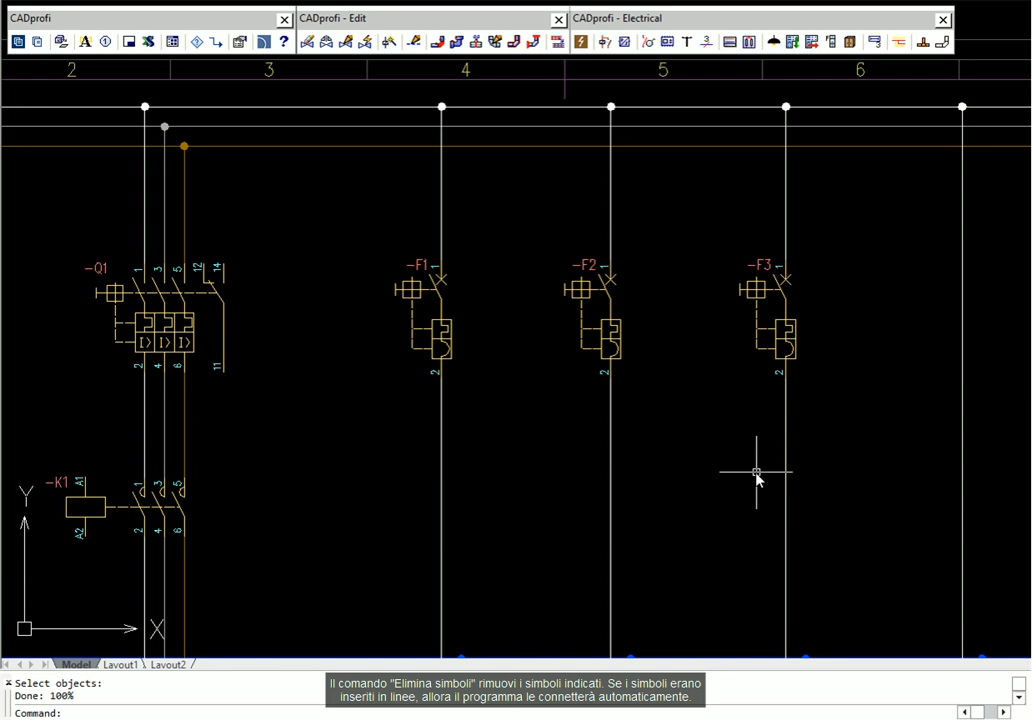 CADprofi
CADprofi - Edit
CADprofi - Electrical
2
3
4
5
6
-Q1
1
3
5
12
14
2
4
6
11
-F1
1
2
-F2
1
2
-F3
1
2
-K1
A1
A2
1
3
5
2
4
6
Y
X
Model
Layout1
Layout2
Select objects:
Done: 100%
Command:
Il comando "Elimina simboli" rimuovi i simboli indicati. Se i simboli erano
inseriti in linee, allora il programma le connetterà automaticamente.